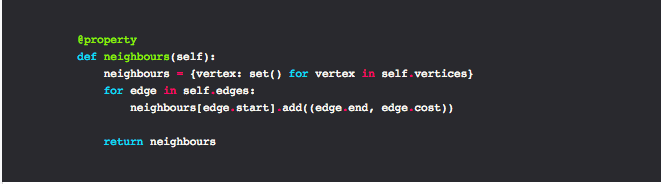 @property
def neighbours(self):
    neighbours = {vertex: set() for vertex in self.vertices}
    for edge in self.edges:
        neighbours[edge.start].add((edge.end, edge.cost))

    return neighbours